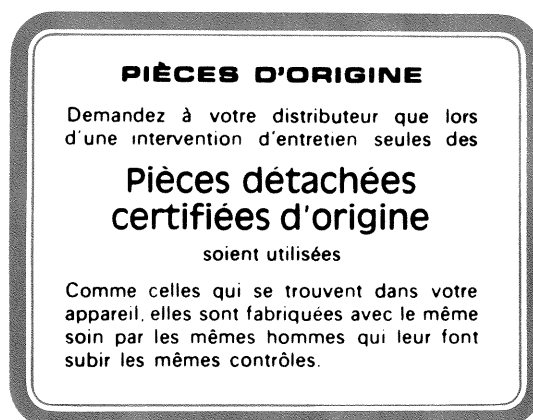 PIÈCES D'ORIGINE
Demandez à votre distributeur que lors
d'une intervention d'entretien seules des
Pièces détachées
certifiées d'origine
soient utilisées
Comme celles qui se trouvent dans votre
appareil, elles sont fabriquées avec le même
soin par les mêmes hommes qui leur font
subir les mêmes contrôles.